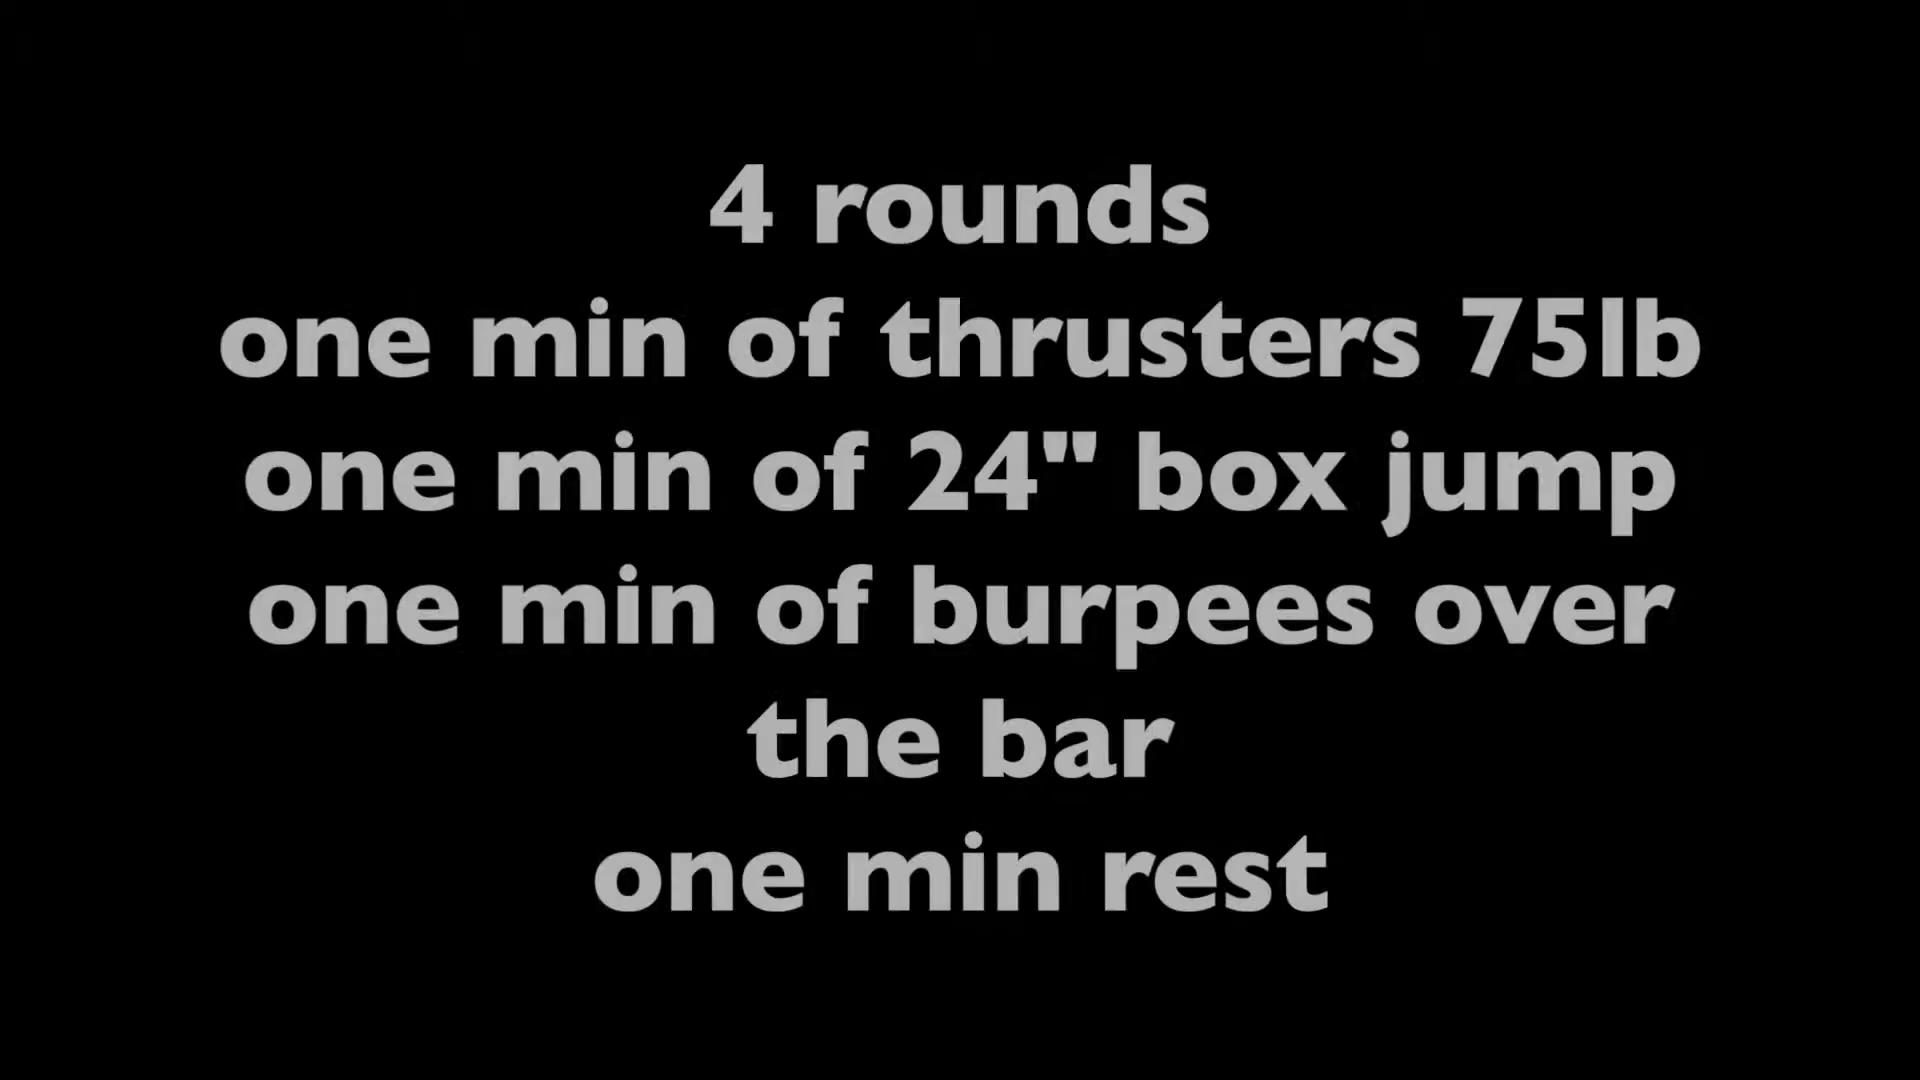 4 rounds
one min of thrusters 75lb
one min of 24" box jump
one min of burpees over
the bar
one min rest